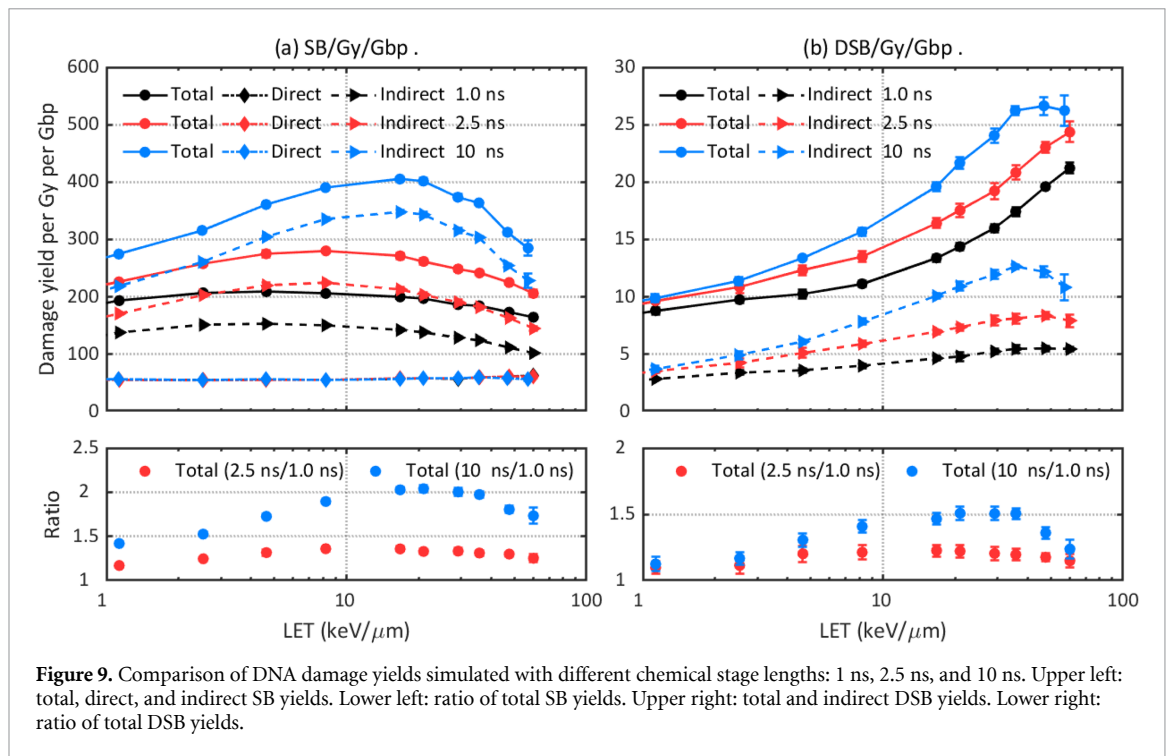 (a) SB/Gy/Gbp .
600
500
400
300
200
100
0
Damage yield per Gy per Gbp
Total Direct Indirect 1.0 ns
Total Direct Indirect 2.5 ns
Total Direct Indirect 10 ns
(b) DSB/Gy/Gbp .
30
25
20
15
10
5
0
Total Indirect 1.0 ns
Total Indirect 2.5 ns
Total Indirect 10 ns
2.5
2
1.5
1
Ratio
Total (2.5 ns/1.0 ns) Total (10 ns/1.0 ns)
1 10 100
LET (keV/μm)
2
1.5
1
Total (2.5 ns/1.0 ns) Total (10 ns/1.0 ns)
1 10 100
LET (keV/μm)
Figure 9. Comparison of DNA damage yields simulated with different chemical stage lengths: 1 ns, 2.5 ns, and 10 ns. Upper left:
total, direct, and indirect SB yields. Lower left: ratio of total SB yields. Upper right: total and indirect DSB yields. Lower right:
ratio of total DSB yields.